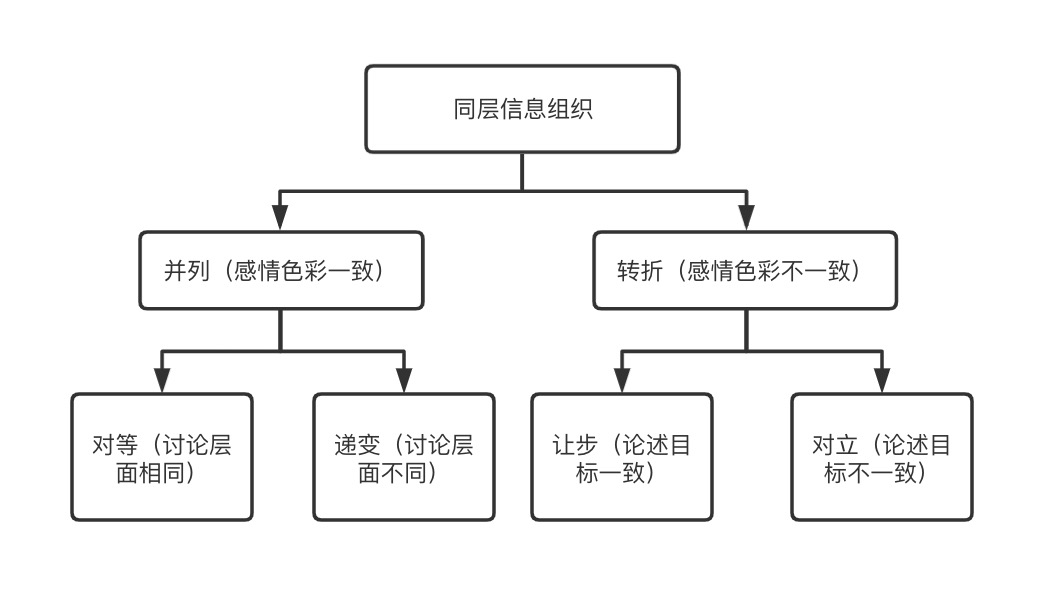 同层信息组织
并列（感情色彩一致）
转折（感情色彩不一致）
对等（讨论层
面相同）
递变（讨论层
面不同）
让步（论述目
标一致）
对立（论述目
标不一致）